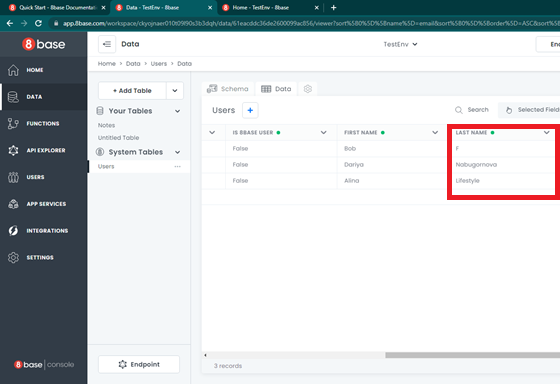 Quick Start - 8base Documentatio
Data - TestEnv - 8base
Home - TestEnv - 8base
app.8base.com/workspace/ckyojnaer010t09l90s3b3dqh/data/61eacddc36de2600099ac856/viewer?sort%5B0%5D%5Bname%5D=email&sort%5B0%5D%5Border%5D=ASC&sort%
8base
Data
TestEnv
En
Home > Data > Users > Data
HOME
DATA
FUNCTIONS
API EXPLORER
USERS
APP SERVICES
INTEGRATIONS
SETTINGS
8base | console
+ Add Table
Your Tables
Notes
Untitled Table
System Tables
Users
Endpoint
Schema
Data
Users
+
Search
Selected Field
IS 8BASE USER
FIRST NAME
LAST NAME
False
Bob
F
False
Dariya
Nabugornova
False
Alina
Lifestyle
3 records